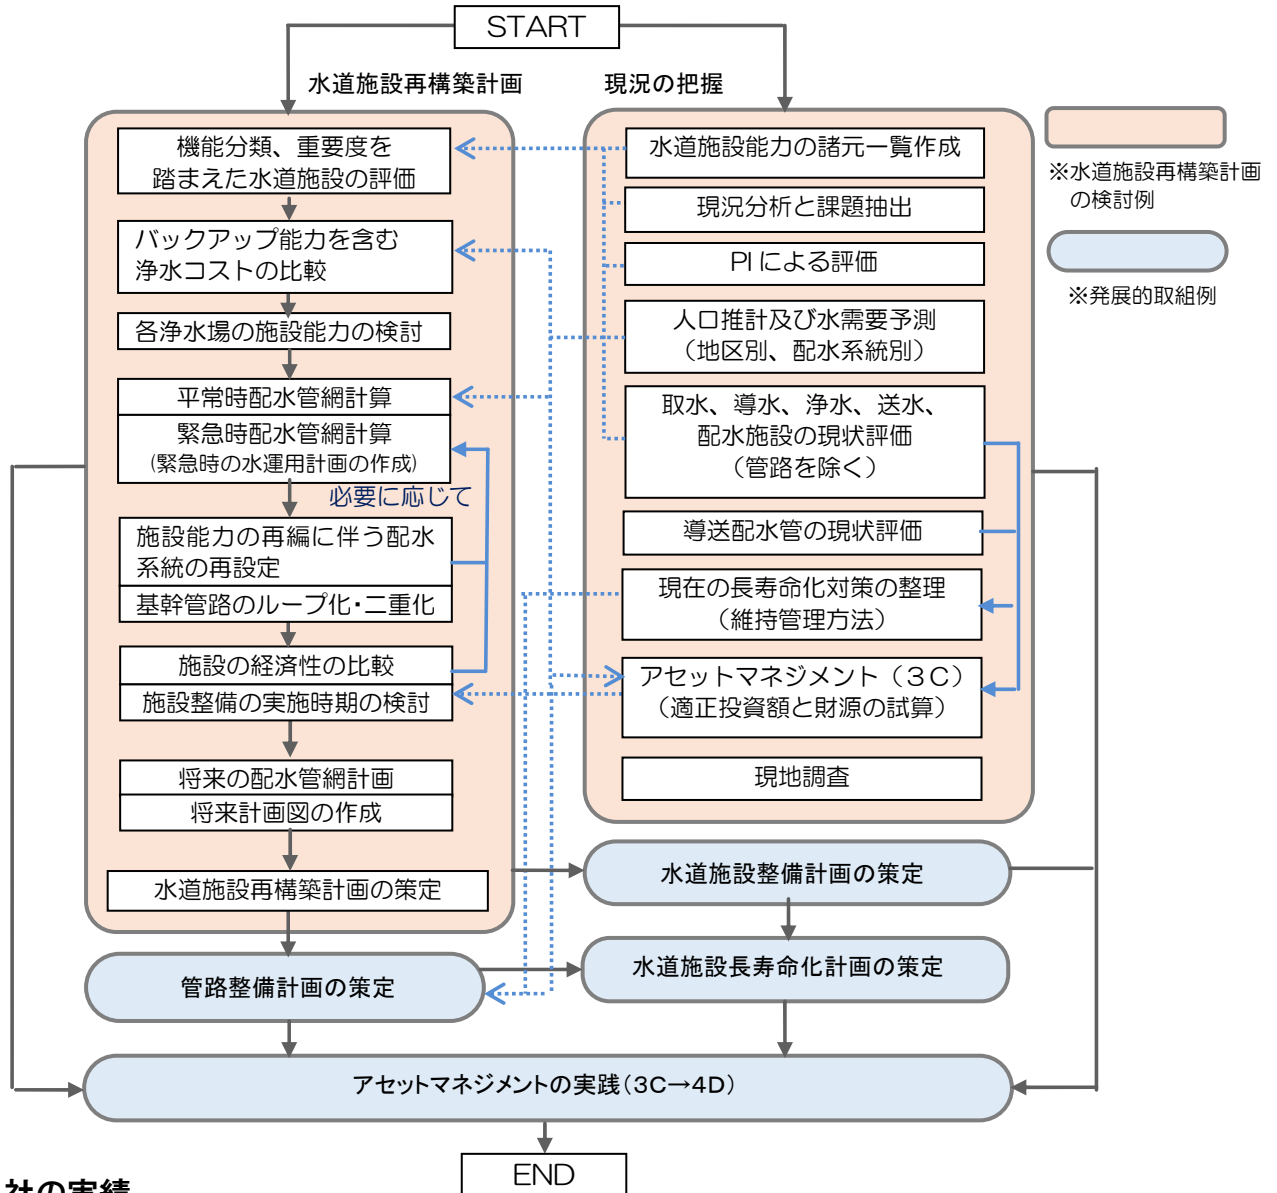 START
水道施設再構築計画
機能分類、重要度を
踏まえた水道施設の評価
バックアップ能力を含む
浄水コストの比較
各浄水場の施設能力の検討
平常時配水管網計算
緊急時配水管網計算
(緊急時の水運用計画の作成)
必要に応じて
施設能力の再編に伴う配水
系統の再設定
基幹管路のループ化・二重化
施設の経済性の比較
施設整備の実施時期の検討
将来の配水管網計画
将来計画図の作成
水道施設再構築計画の策定
現況の把握
水道施設能力の諸元一覧作成
現況分析と課題抽出
PIによる評価
人口推計及び水需要予測
（地区別、配水系統別）
取水、導水、浄水、送水、
配水施設の現状評価
（管路を除く）
導送配水管の現状評価
現在の長寿命化対策の整理
（維持管理方法）
アセットマネジメント（３C）
（適正投資額と財源の試算）
現地調査
※水道施設再構築計画
の検討例
※発展的取組例
水道施設整備計画の策定
管路整備計画の策定
水道施設長寿命化計画の策定
アセットマネジメントの実践(3C→4D)
END
社の実績